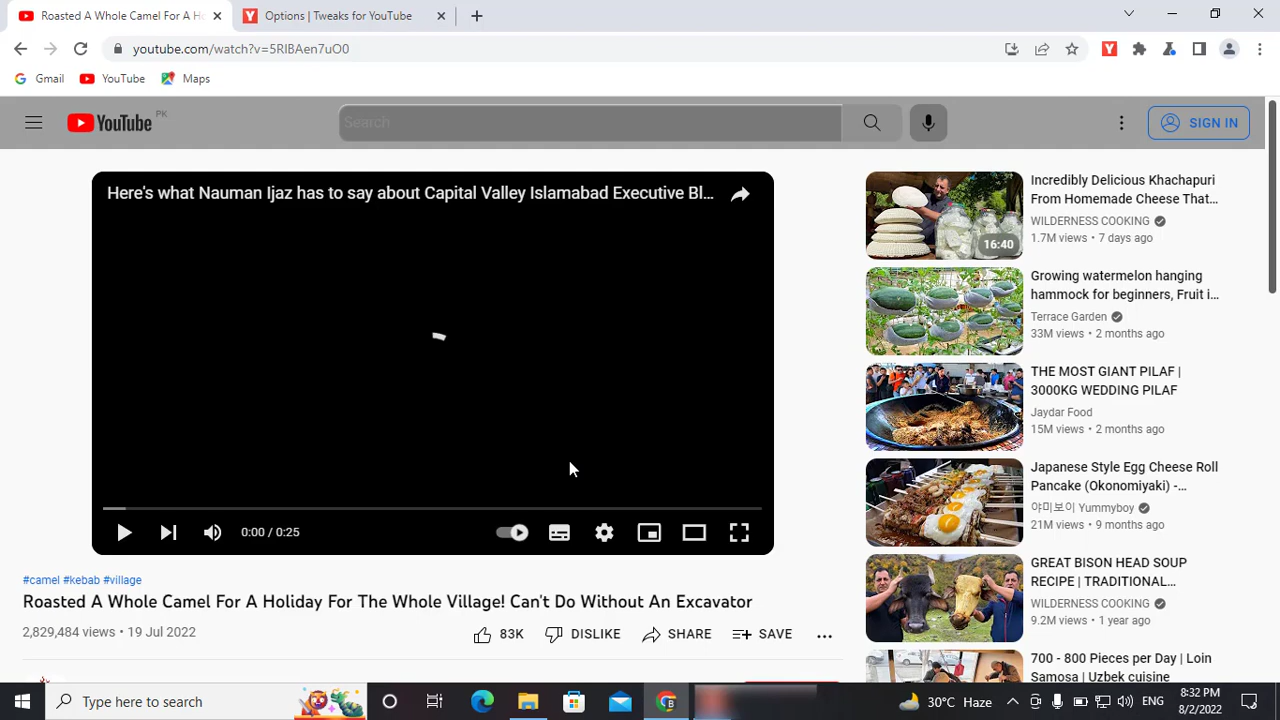 Roasted A Whole Camel For A H
Options | Tweaks for YouTube
youtube.com/watch?v=5RlBAen7uO0
Gmail
YouTube
Maps
YouTube PK
Search
SIGN IN
Here's what Nauman Ijaz has to say about Capital Valley Islamabad Executive Bl...
0:00 / 0:25
#camel #kebab #village
Roasted A Whole Camel For A Holiday For The Whole Village! Can't Do Without An Excavator
2,829,484 views • 19 Jul 2022
83K
DISLIKE
SHARE
SAVE
16:40
Incredibly Delicious Khachapuri
From Homemade Cheese That...
WILDERNESS COOKING
1.7M views • 7 days ago
Growing watermelon hanging
hammock for beginners, Fruit i...
Terrace Garden
33M views • 2 months ago
THE MOST GIANT PILAF |
3000KG WEDDING PILAF
Jaydar Food
15M views • 2 months ago
Japanese Style Egg Cheese Roll
Pancake (Okonomiyaki) -...
야미보이 Yummyboy
21M views • 9 months ago
GREAT BISON HEAD SOUP
RECIPE | TRADITIONAL...
WILDERNESS COOKING
9.2M views • 1 year ago
700 - 800 Pieces per Day | Loin
Samosa | Uzbek cuisine
Type here to search
30°C Haze
ENG
8:32 PM
8/2/2022